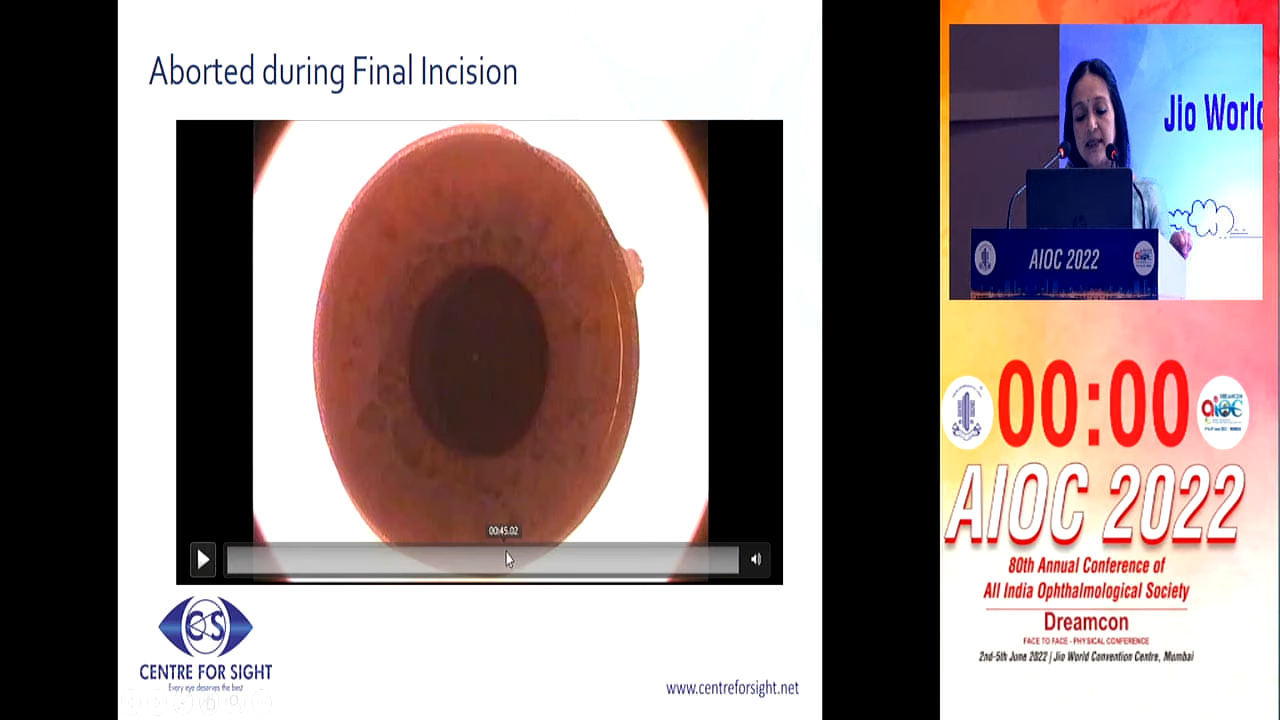 Aborted during Final Incision
00:45.02
CS
CENTRE FOR SIGHT
Every eye deserves the best
www.centreforsight.net
Jio World
AIOC 2022
00:00
AIOC 2022
80th Annual Conference of
All India Ophthalmological Society
Dreamcon
FACE TO FACE - PHYSICAL CONFERENCE
2nd-5th June 2022 | Jio World Convention Centre, Mumbai